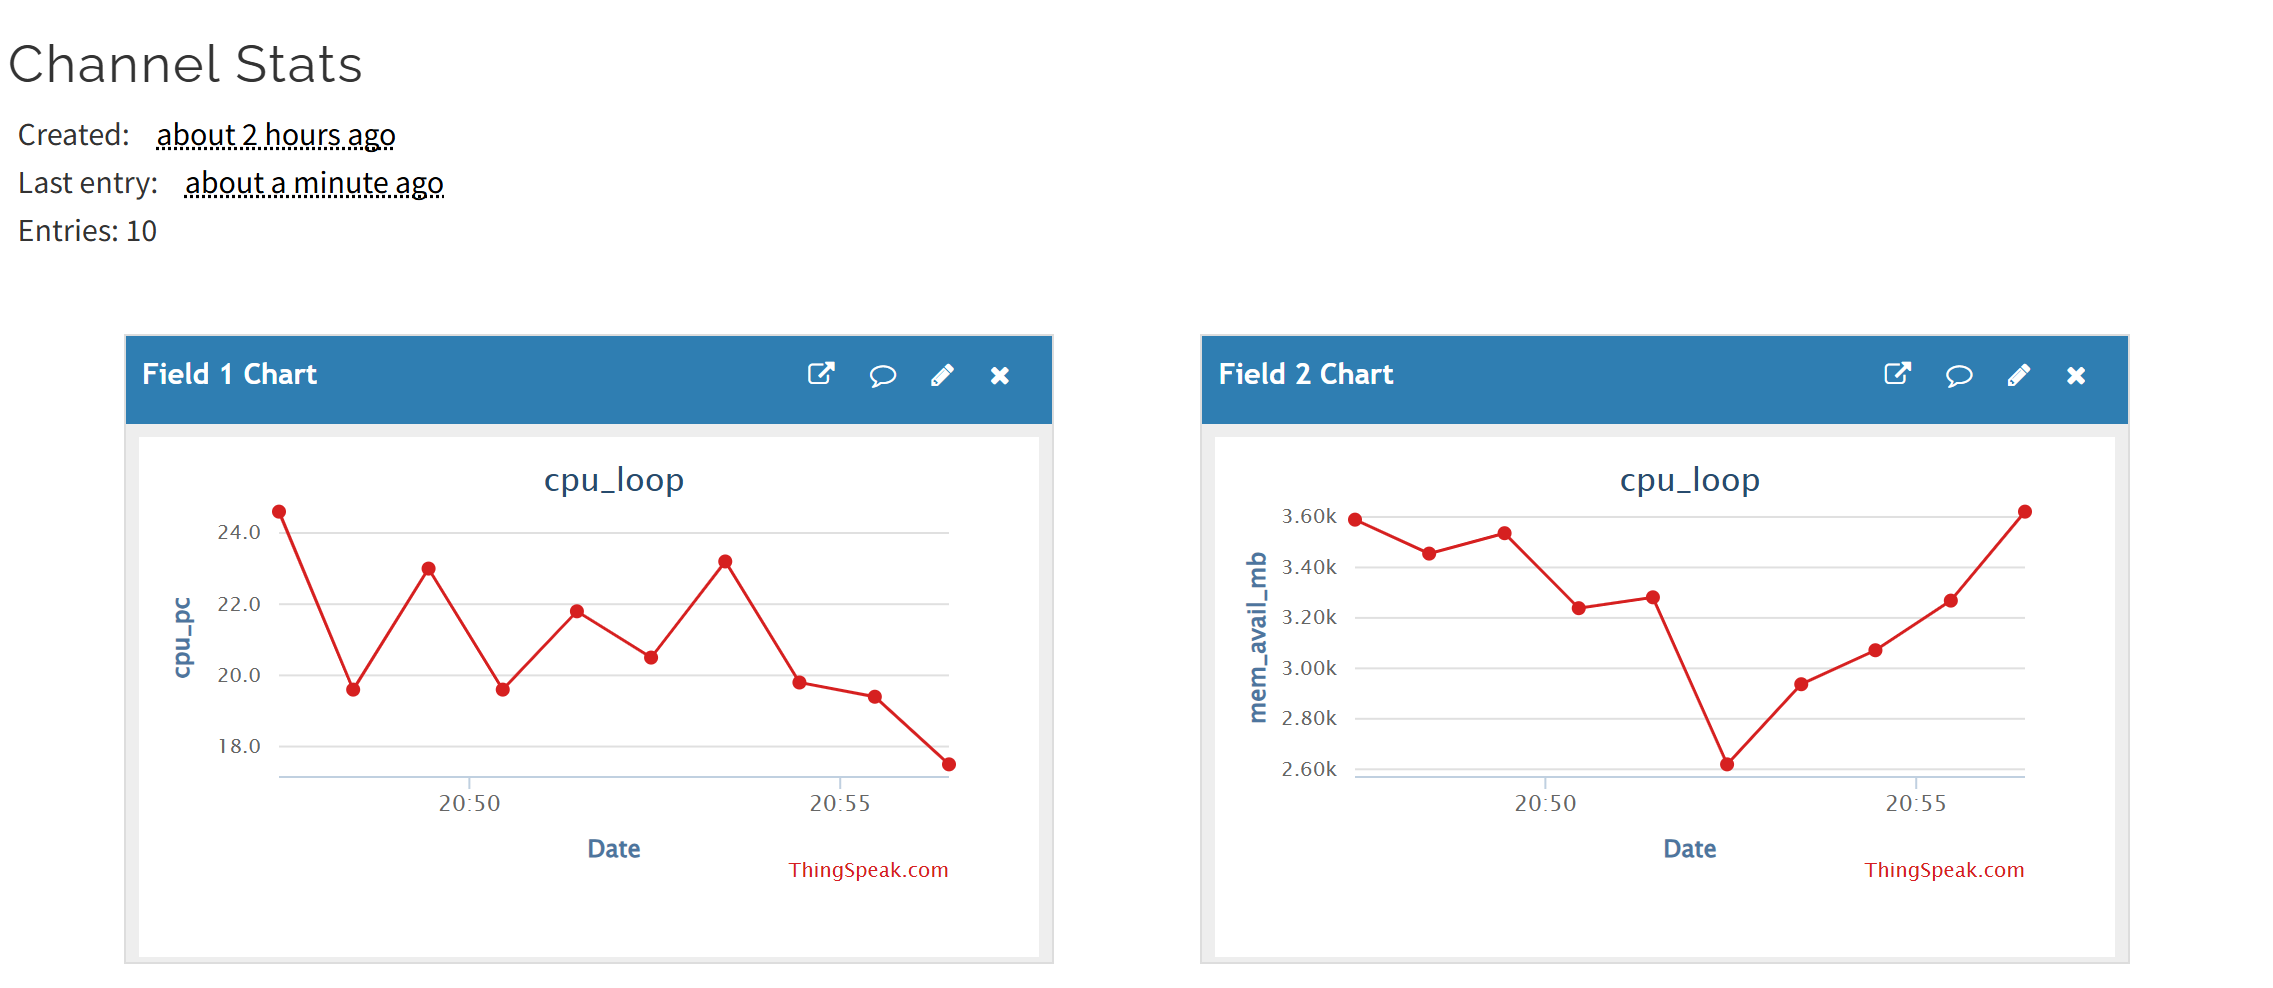 Channel Stats
Created: about 2 hours ago
Last entry: about a minute ago
Entries: 10
Field 1 Chart
cpu_loop
cpu_pc
24.0
22.0
20.0
18.0
20:50 20:55
Date
ThingSpeak.com
Field 2 Chart
cpu_loop
mem_avail_mb
3.60k
3.40k
3.20k
3.00k
2.80k
2.60k
20:50 20:55
Date
ThingSpeak.com